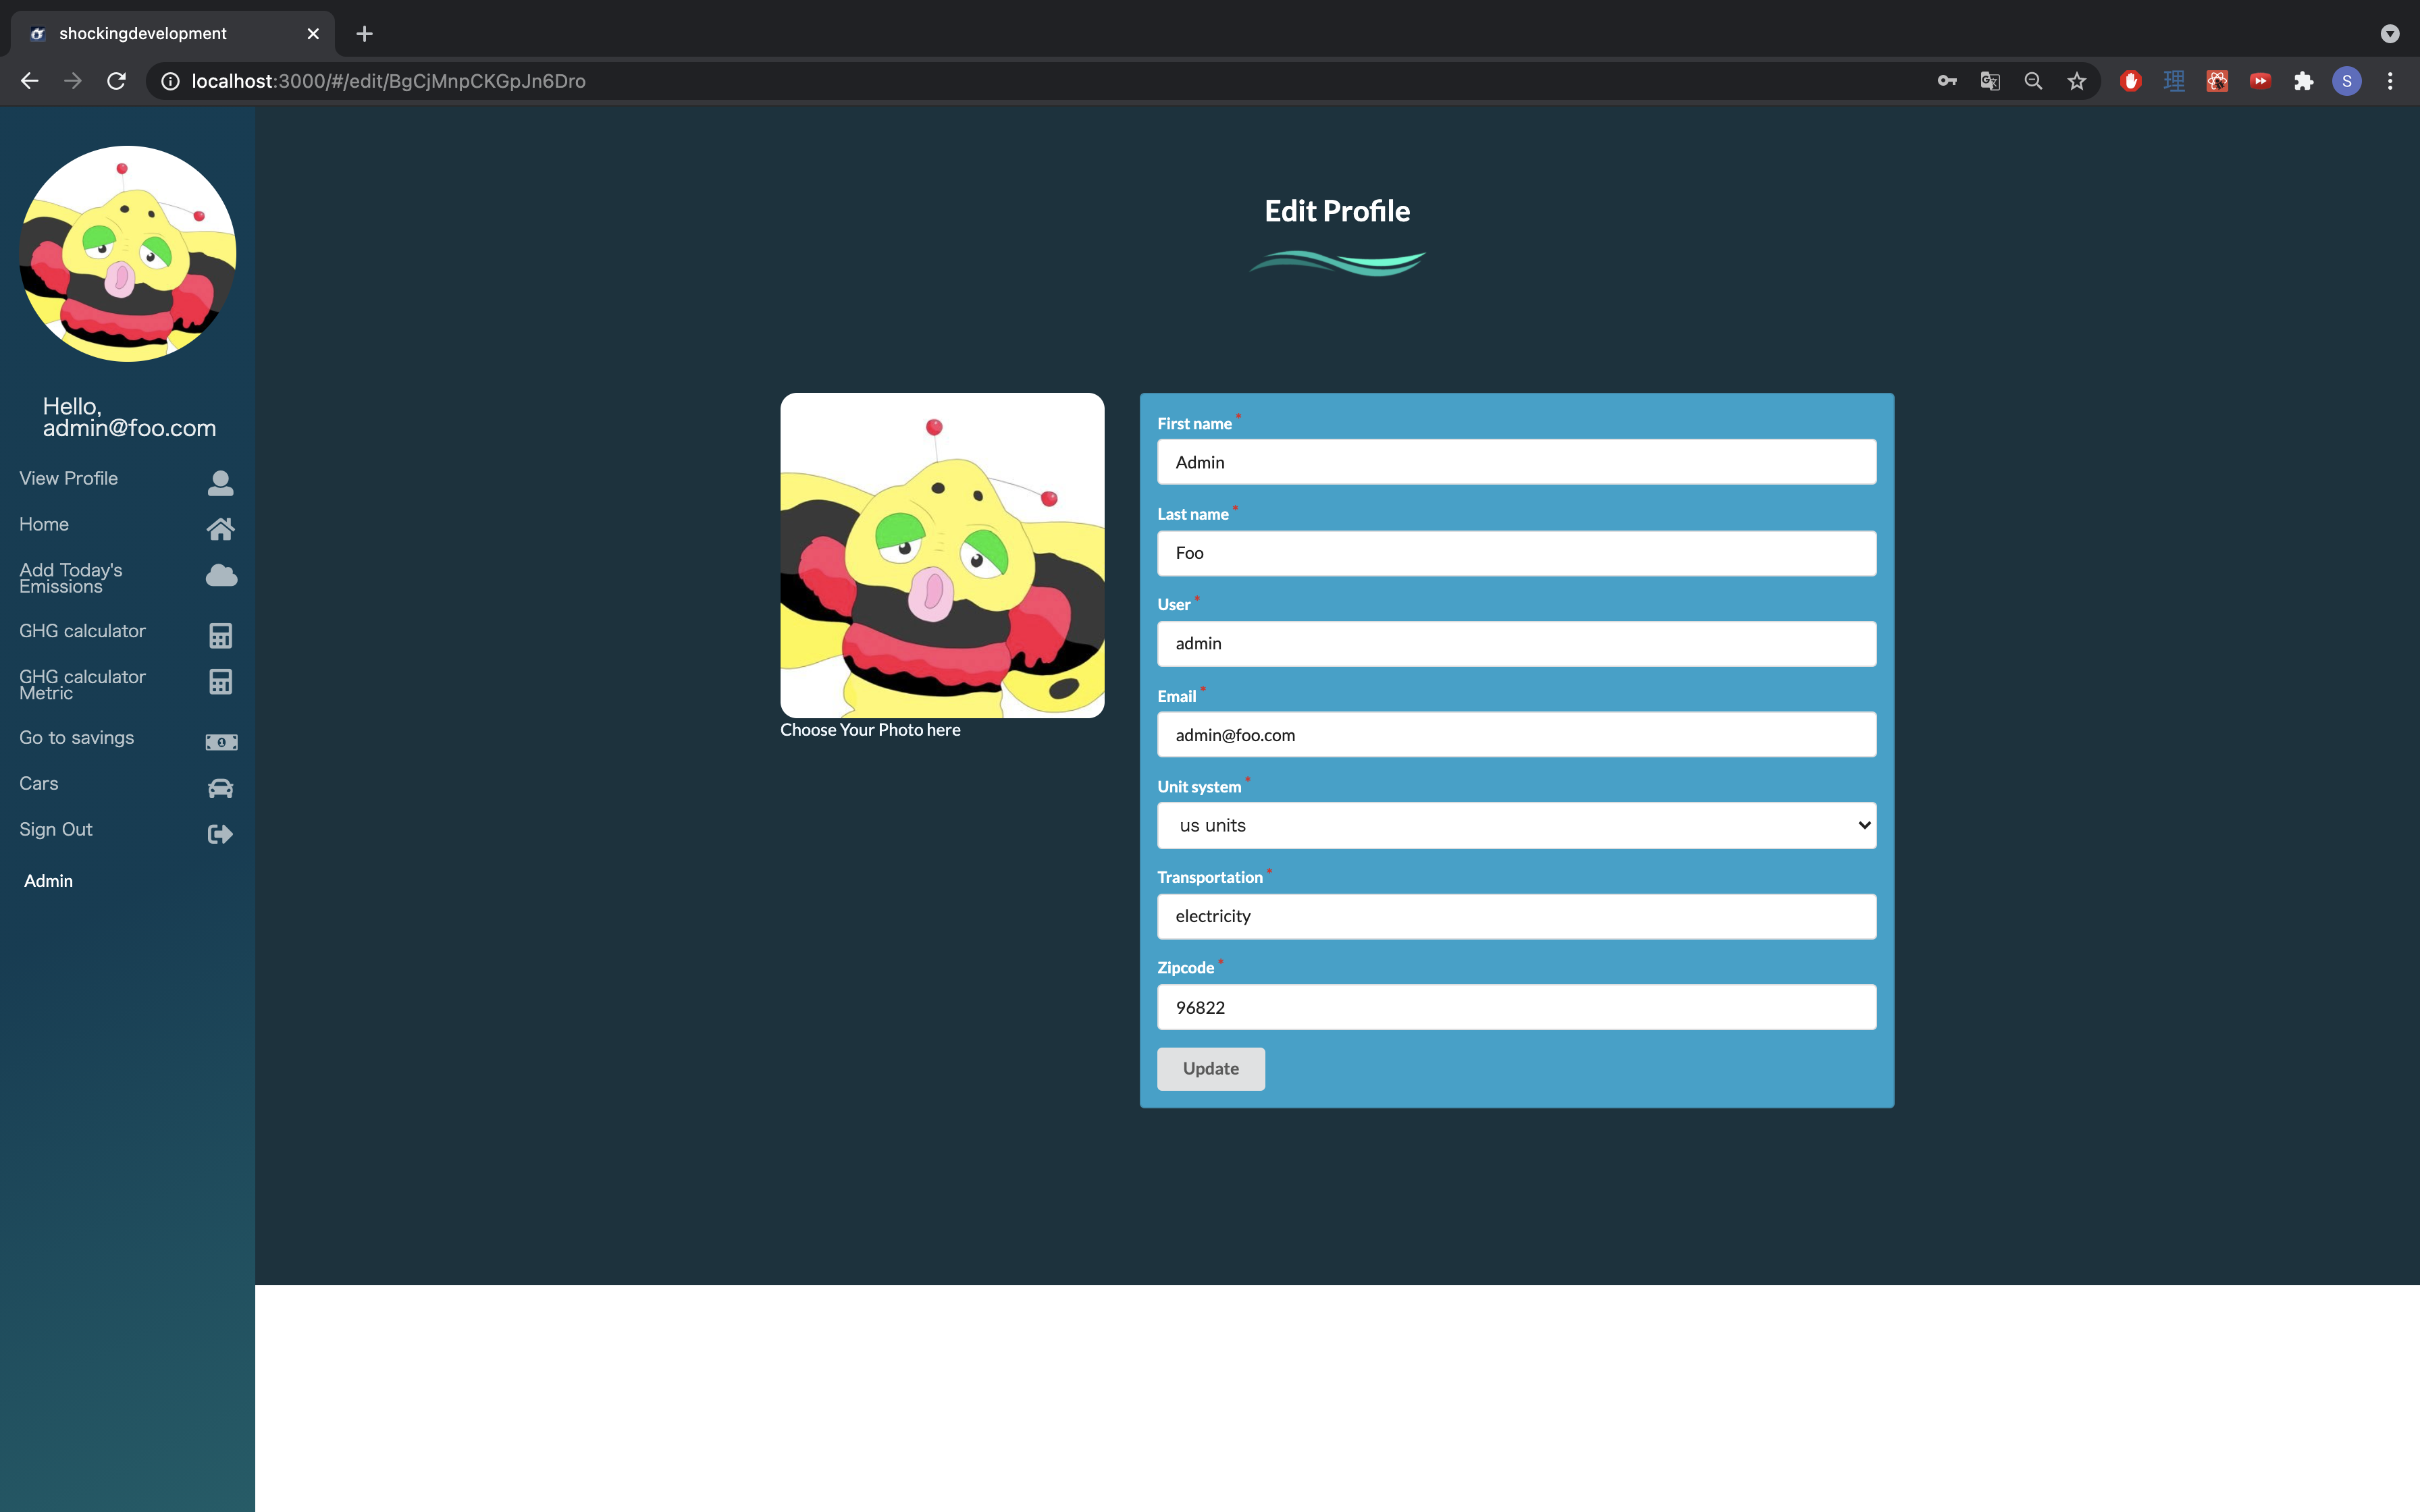 shockingdevelopment
localhost:3000/#/edit/BgCjMnpCKGpJn6Dro
S
Hello,
admin@foo.com
View Profile
Home
Add Today's
Emissions
GHG calculator
GHG calculator
Metric
Go to savings
Cars
Sign Out
Admin
Edit Profile
Choose Your Photo here
First name *
Admin
Last name *
Foo
User *
admin
Email *
admin@foo.com
Unit system *
us units
Transportation *
electricity
Zipcode *
96822
Update